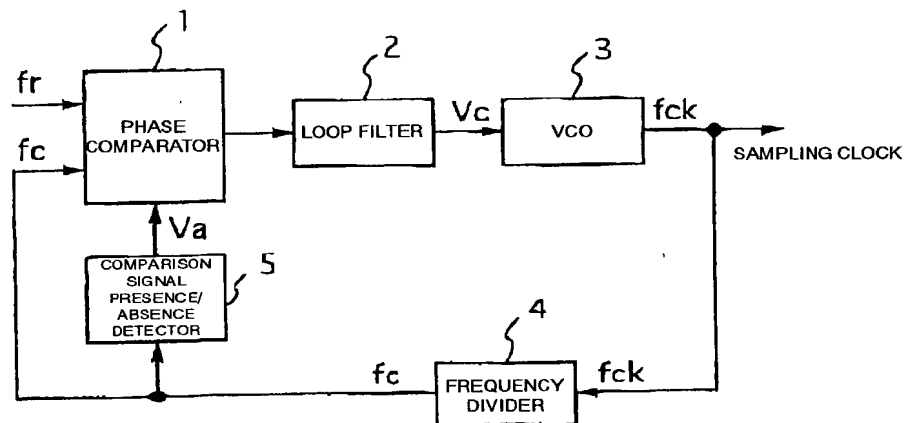 1
fr
fc
PHASE
COMPARATOR
2
LOOP FILTER
Vc
3
VCO
fck
SAMPLING CLOCK
Va
COMPARISON
SIGNAL
PRESENCE/
ABSENCE
DETECTOR
5
fc
4
FREQUENCY
DIVIDER
fck